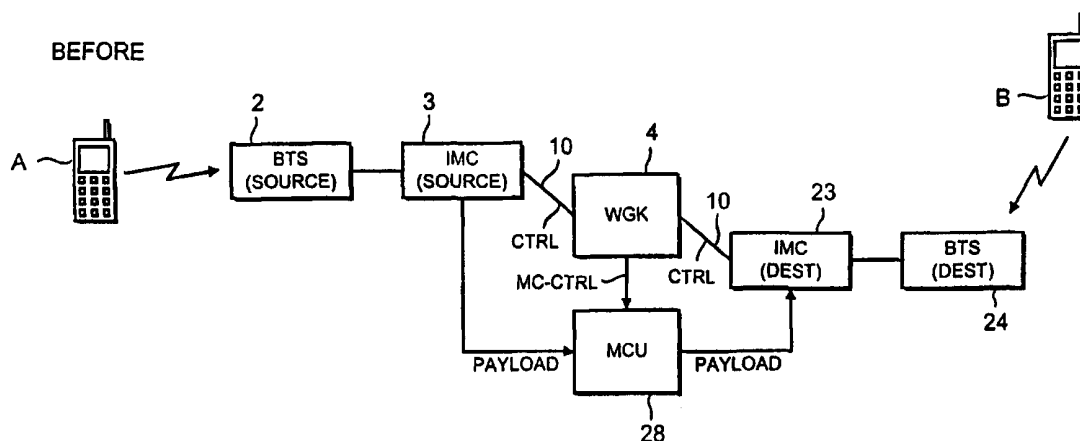 BEFORE
A
2
BTS
(SOURCE)
3
IMC
(SOURCE)
10
CTRL
4
WGK
10
CTRL
MC-CTRL
23
IMC
(DEST)
B
BTS
(DEST)
24
PAYLOAD
MCU
PAYLOAD
28